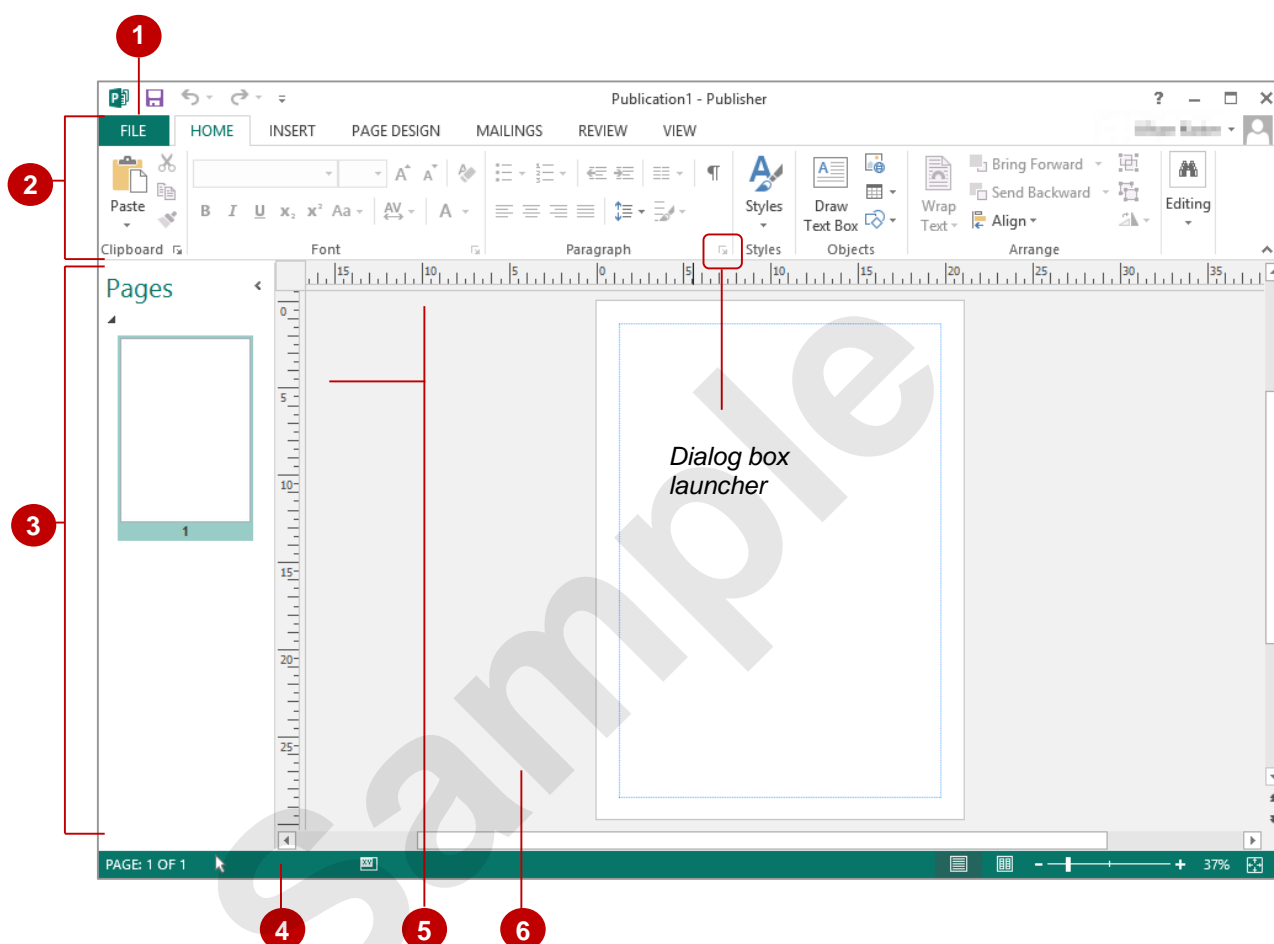 1
Publication1 - Publisher
?
FILE HOME INSERT PAGE DESIGN MAILINGS REVIEW VIEW
2
Paste
B I U x₂ x² Aa AV A
A A A
¶
Styles
Draw
Text Box
Wrap
Text
Bring Forward
Send Backward
Align
Editing
Clipboard Font Paragraph Styles Objects Arrange
Pages
15 10 5 0 5 10 15 20 25 30 35
0
5
10
15
20
25
1
3
Dialog box
launcher
Sample
PAGE: 1 OF 1
37%
4 5 6